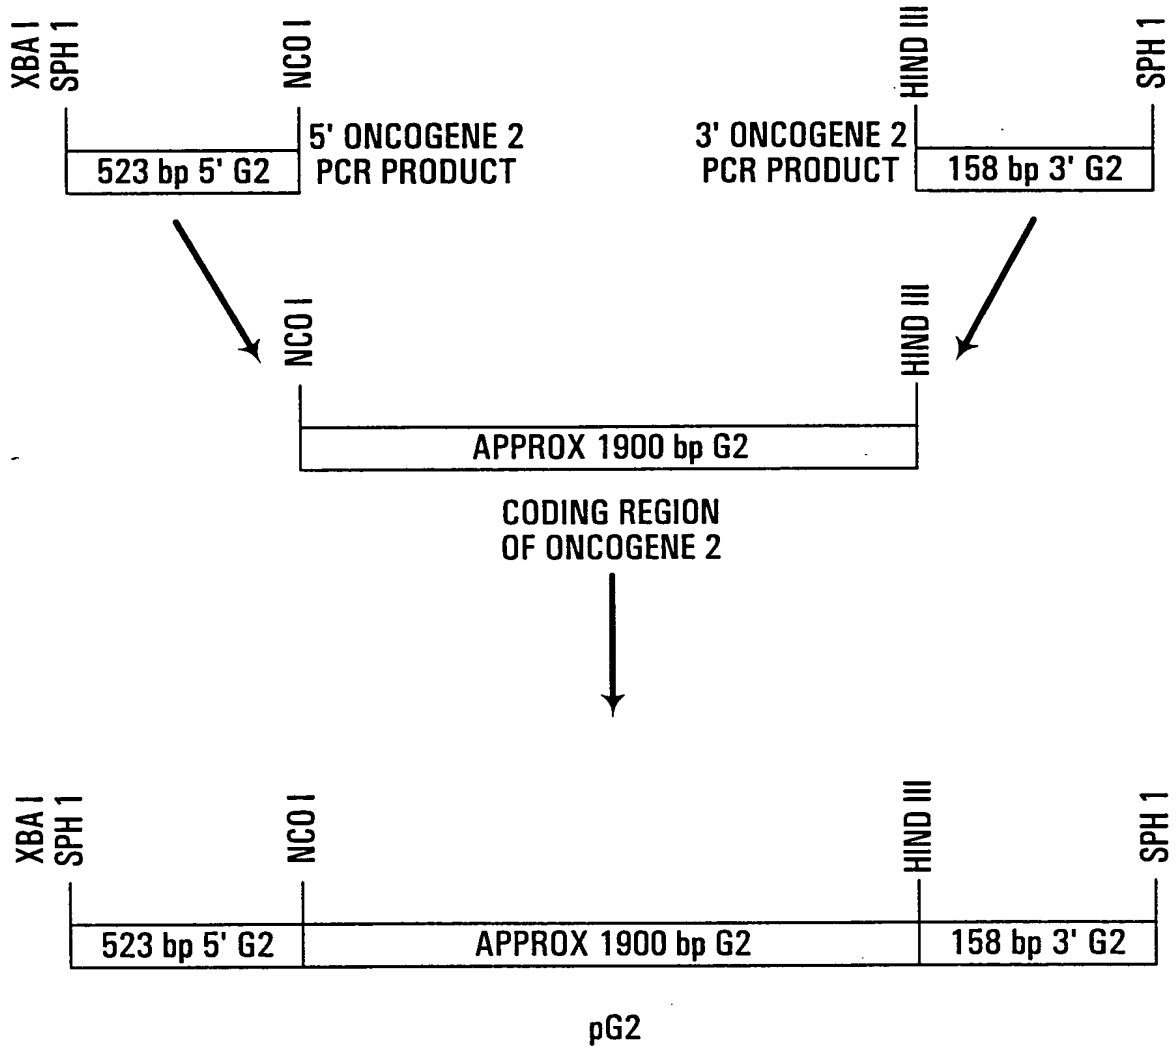 XBA I
SPH 1
NCO I
HIND III
SPH 1
5' ONCOGENE 2
PCR PRODUCT
3' ONCOGENE 2
PCR PRODUCT
523 bp 5' G2
158 bp 3' G2
NCO I
HIND III
APPROX 1900 bp G2
CODING REGION
OF ONCOGENE 2
XBA I
SPH 1
NCO I
HIND III
SPH 1
523 bp 5' G2
APPROX 1900 bp G2
158 bp 3' G2
pG2